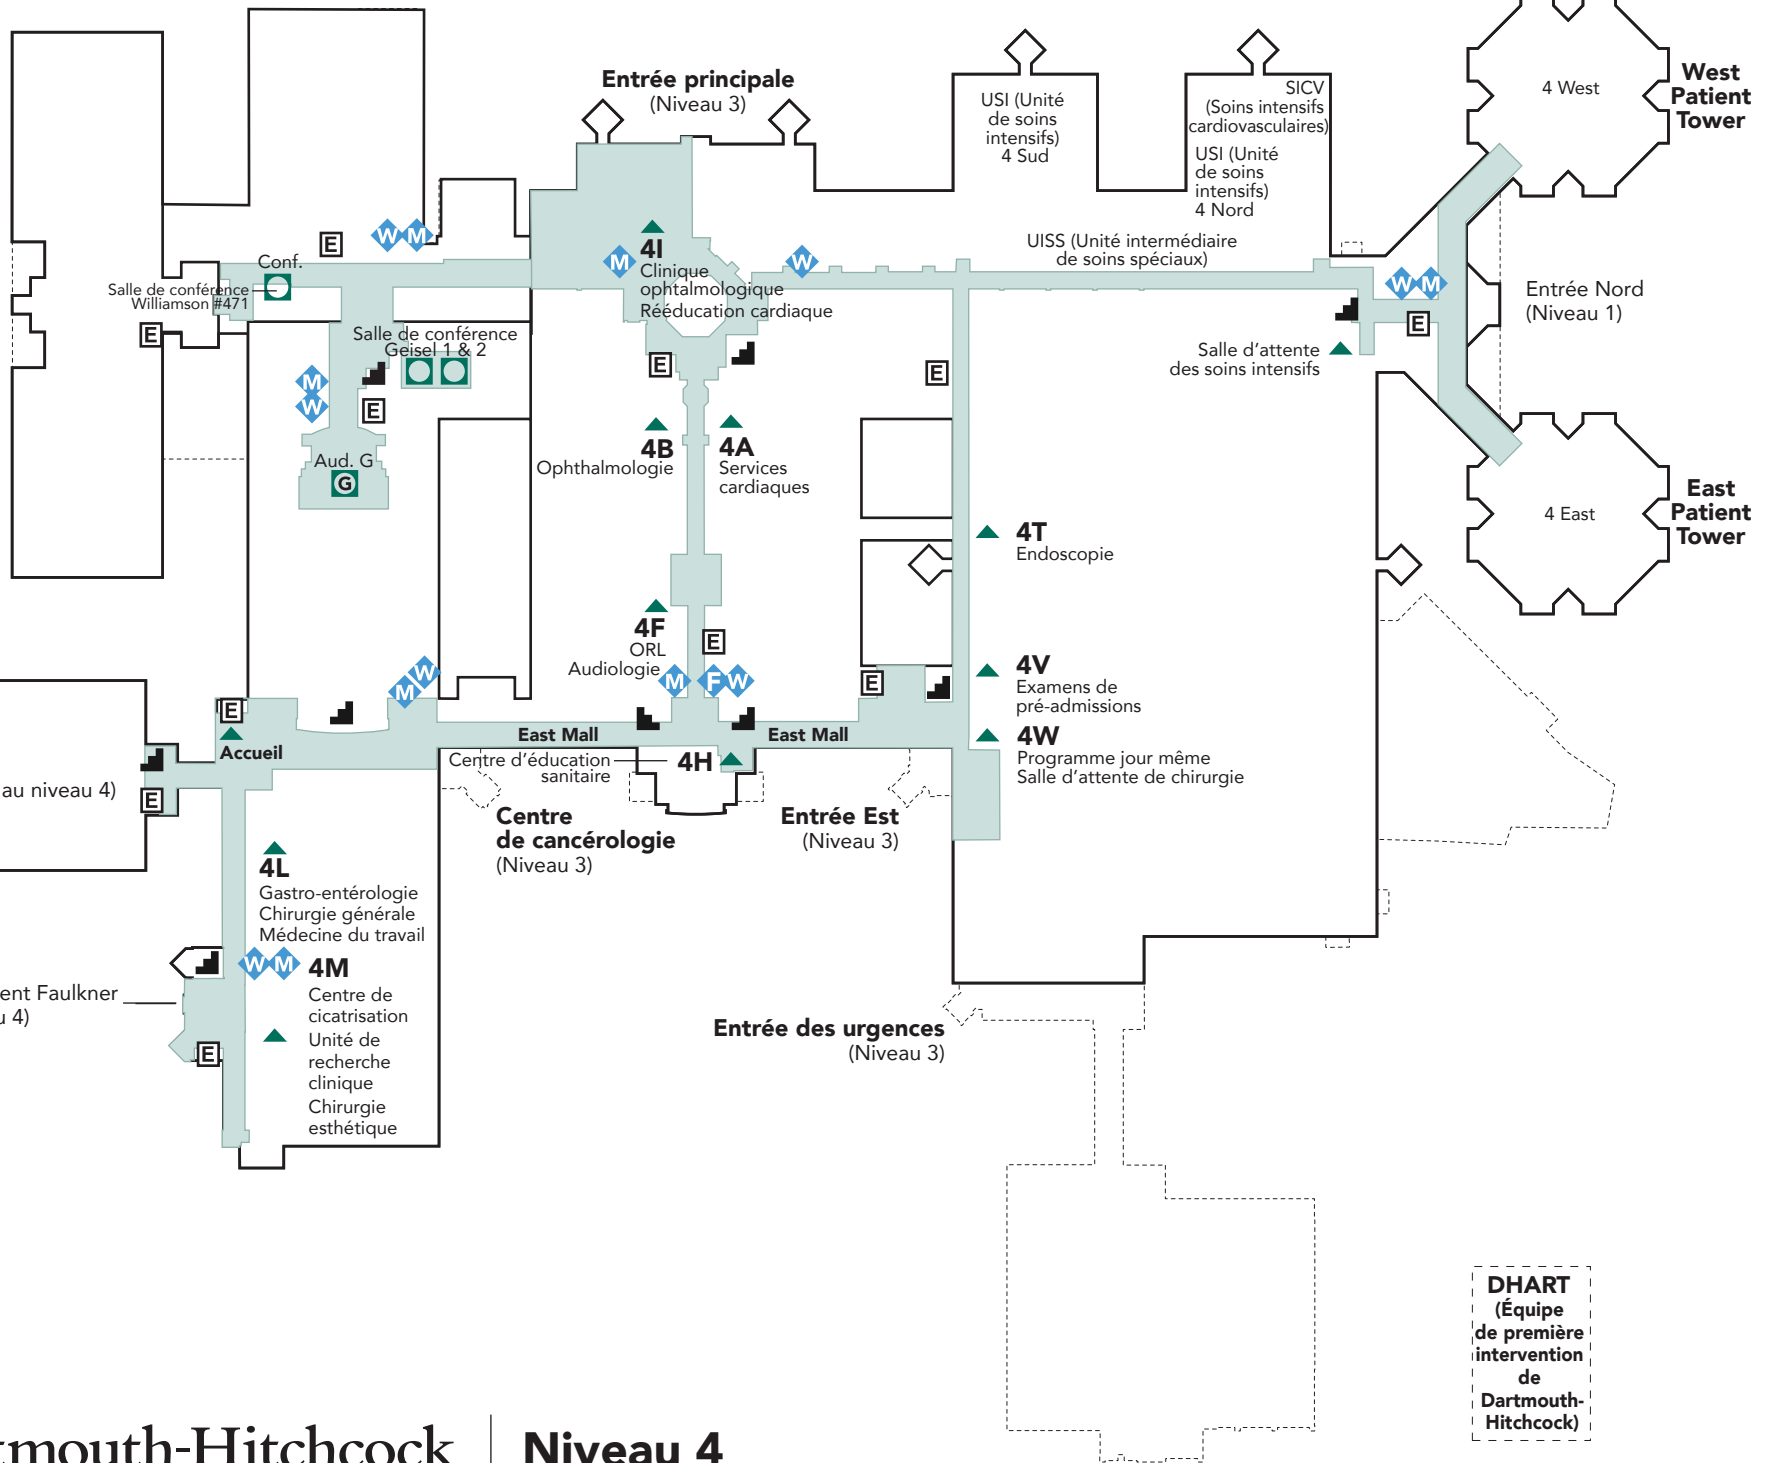 Entrée principale
(Niveau 3)
USI (Unité
de soins
intensifs)
4 Sud
SICV
(Soins intensifs
cardiovasculaires)
USI (Unité
de soins
intensifs)
4 Nord
4 West
West
Patient
Tower
UISS (Unité intermédiaire
de soins spéciaux)
E
W M
Conf.
Salle de conférence
Williamson #471
E
M
4I
Clinique
ophtalmologique
Rééducation cardiaque
W
W M
E
Entrée Nord
(Niveau 1)
Salle de conférence
Geisel 1 & 2
M
W
E
E
E
Salle d'attente
des soins intensifs
Aud. G
G
4B
Ophthalmologie
4A
Services
cardiaques
4 East
East
Patient
Tower
4T
Endoscopie
4F
ORL
Audiologie
E
M
F W
W
M
E
4V
Examens de
pré-admissions
E
Accueil
East Mall
East Mall
4W
Programme jour même
Salle d'attente de chirurgie
Centre d'éducation
sanitaire
4H
au niveau 4)
E
Centre
de cancérologie
(Niveau 3)
Entrée Est
(Niveau 3)
4L
Gastro-entérologie
Chirurgie générale
Médecine du travail
W M
4M
Centre de
cicatrisation
Unité de
recherche
clinique
Chirurgie
esthétique
ent Faulkner
u 4)
E
Entrée des urgences
(Niveau 3)
DHART
(Équipe
de première
intervention
de
Dartmouth-
Hitchcock)
tmouth-Hitchcock
Niveau 4